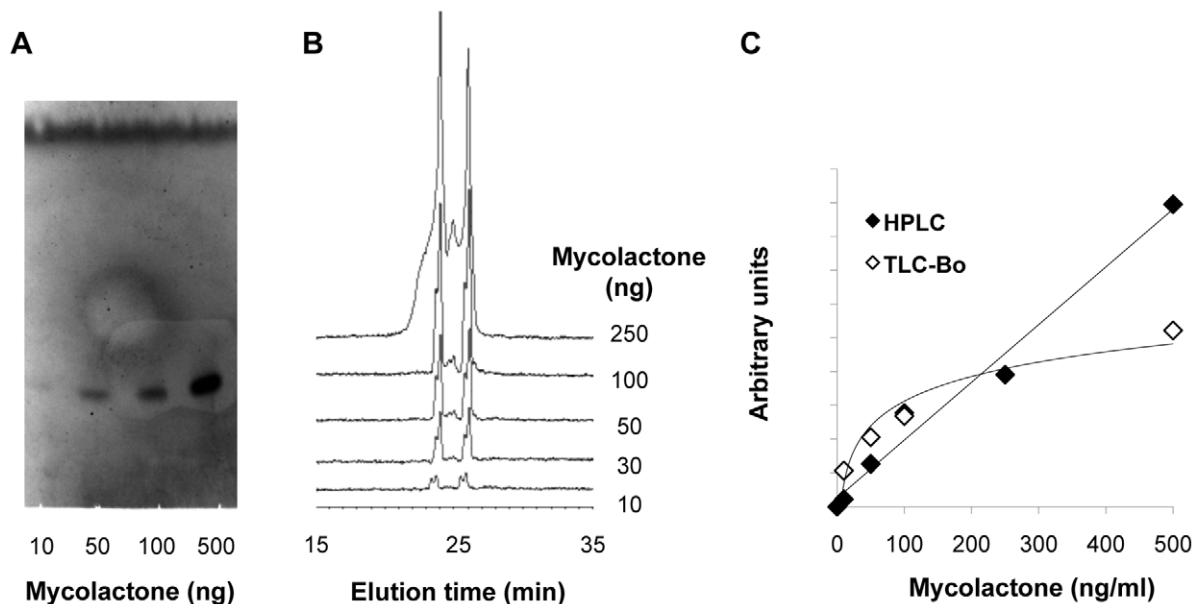 A
10 50 100 500
Mycolactone (ng)
B
Mycolactone
(ng)
250
100
50
30
10
15 25 35
Elution time (min)
C
HPLC
TLC-Bo
Arbitrary units
0 100 200 300 400 500
Mycolactone (ng/ml)